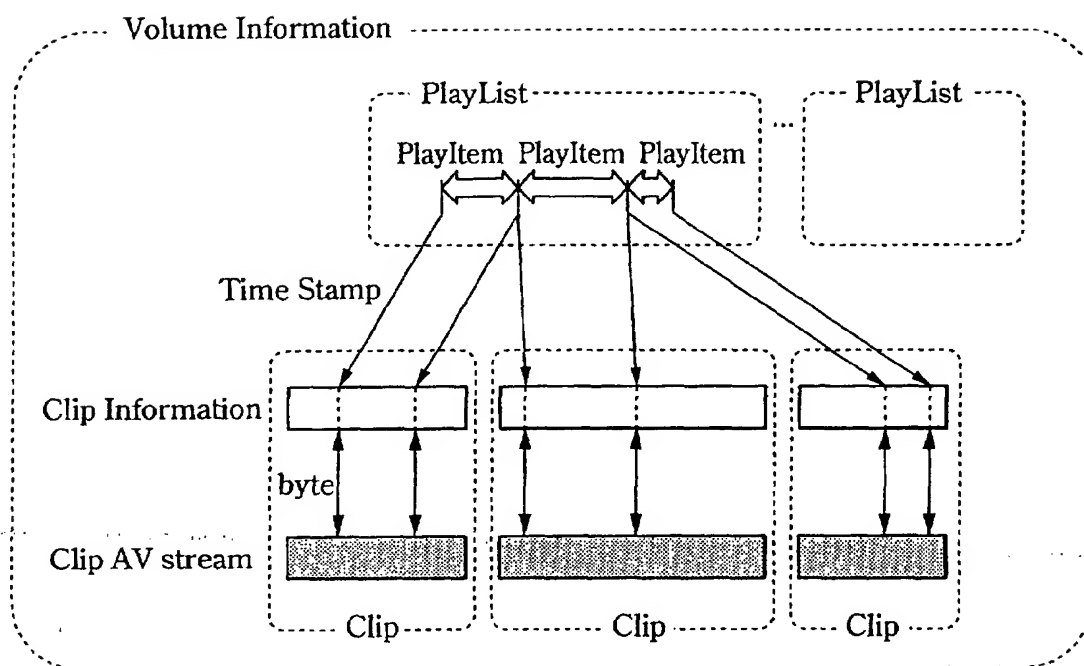 Volume Information
PlayList
PlayList
...
PlayItem PlayItem PlayItem
Time Stamp
Clip Information
byte
Clip AV stream
Clip
Clip
Clip